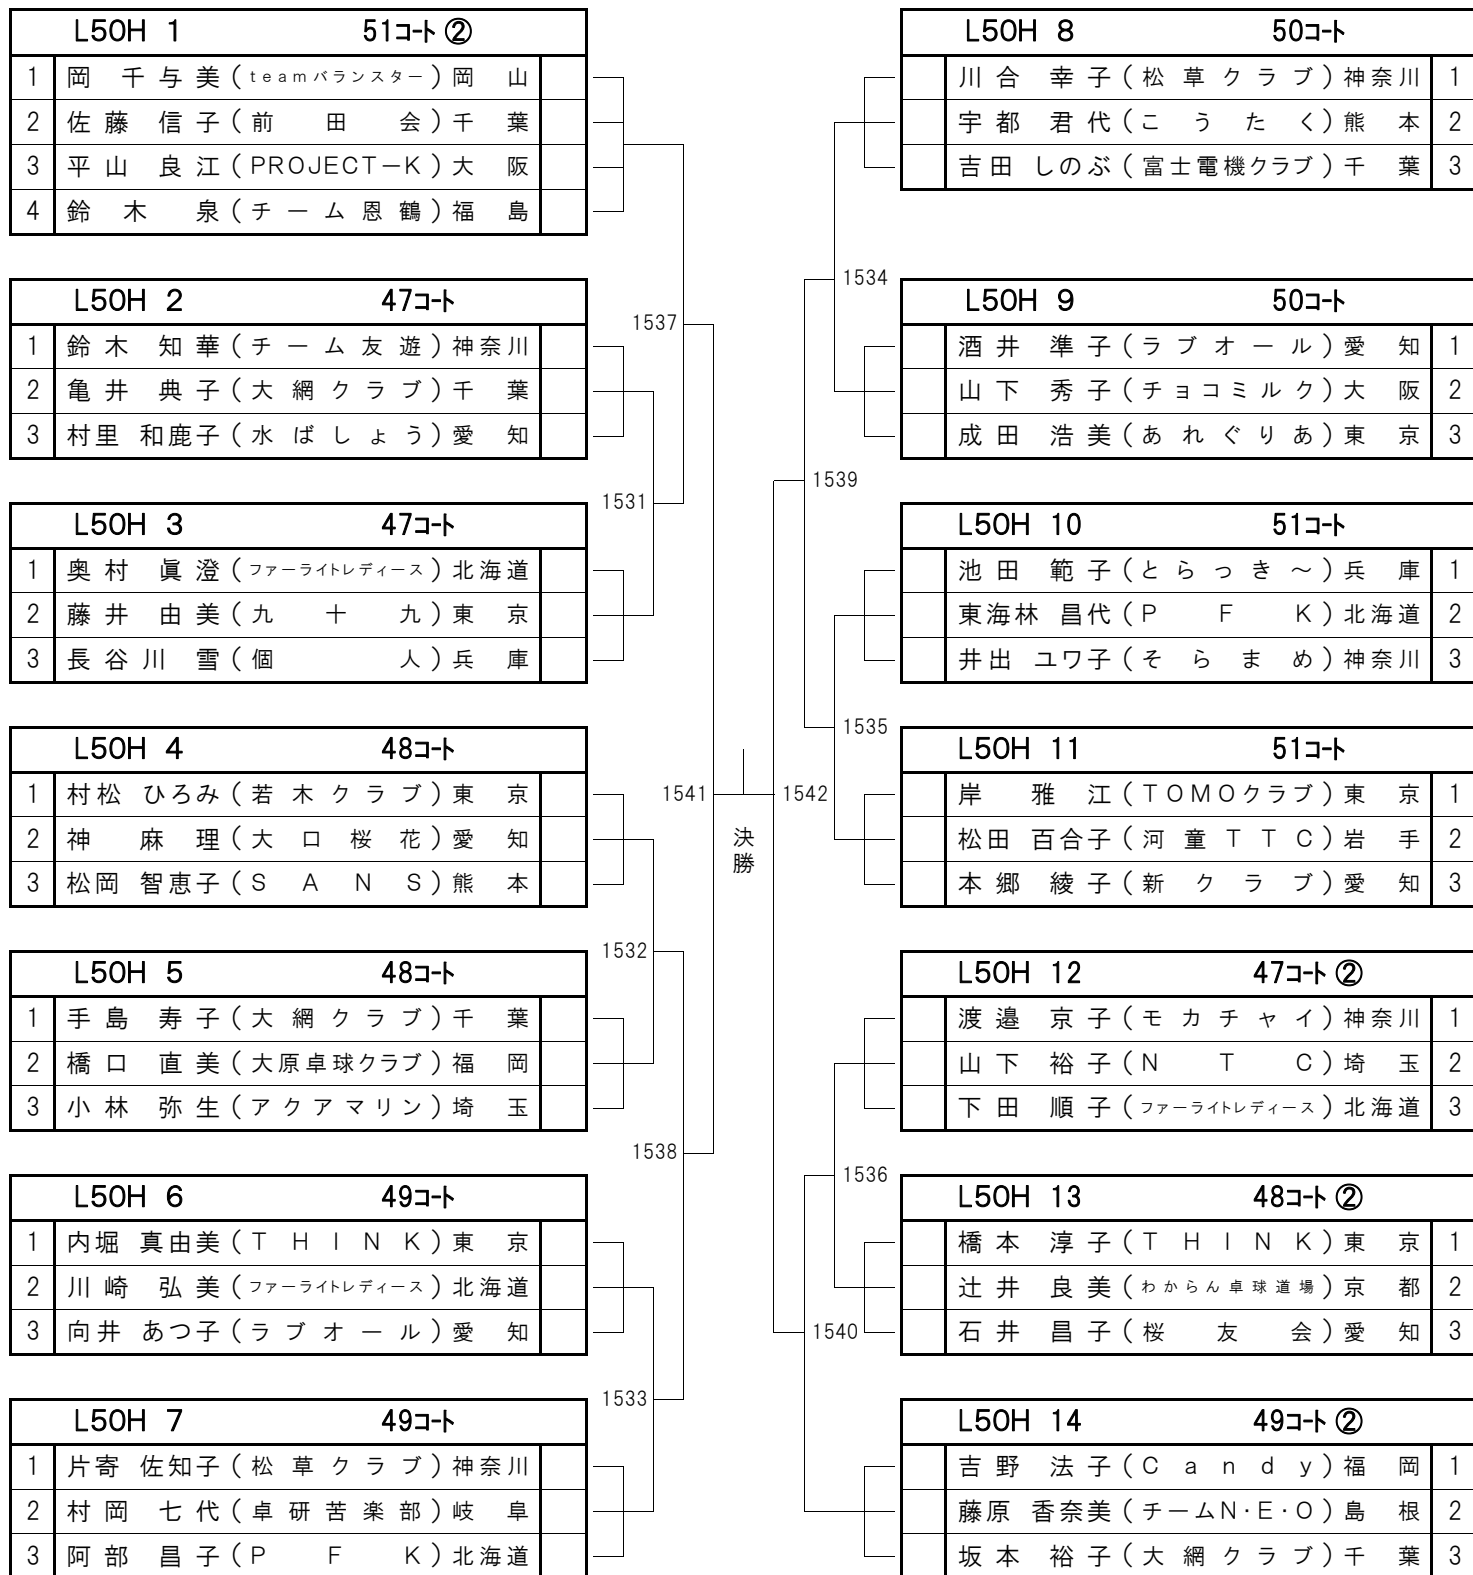 L50H 1 51コート ②
1 岡 千与美 (teamバランスター) 岡山
2 佐藤 信子 (前田会) 千葉
3 平山 良江 (PROJECT－K) 大阪
4 鈴木 泉 (チーム恩鶴) 福島
L50H 2 47コート
1 鈴木 知華 (チーム友遊) 神奈川
2 亀井 典子 (大網クラブ) 千葉
3 村里 和鹿子 (水ばしょう) 愛知
L50H 3 47コート
1 奥村 眞澄 (ファーライトレディース) 北海道
2 藤井 由美 (九十九) 東京
3 長谷川 雪 (個人) 兵庫
L50H 4 48コート
1 村松 ひろみ (若木クラブ) 東京
2 神 麻理 (大口桜花) 愛知
3 松岡 智恵子 (SANS) 熊本
L50H 5 48コート
1 手島 寿子 (大網クラブ) 千葉
2 橋口 直美 (大原卓球クラブ) 福岡
3 小林 弥生 (アクアマリン) 埼玉
L50H 6 49コート
1 内堀 真由美 (THINK) 東京
2 川崎 弘美 (ファーライトレディース) 北海道
3 向井 あつ子 (ラブオール) 愛知
L50H 7 49コート
1 片寄 佐知子 (松草クラブ) 神奈川
2 村岡 七代 (卓研苦楽部) 岐阜
3 阿部 昌子 (PFK) 北海道
1537
1531
1541
1532
1538
1533
決勝
1534
1539
1535
1542
1536
1540
L50H 8 50コート
川合 幸子 (松草クラブ) 神奈川 1
宇都 君代 (こうたく) 熊本 2
吉田 しのぶ (富士電機クラブ) 千葉 3
L50H 9 50コート
酒井 準子 (ラブオール) 愛知 1
山下 秀子 (チョコミルク) 大阪 2
成田 浩美 (あれぐりあ) 東京 3
L50H 10 51コート
池田 範子 (とらっき～) 兵庫 1
東海林 昌代 (PFK) 北海道 2
井出 ユワ子 (そらまめ) 神奈川 3
L50H 11 51コート
岸 雅江 (TOMOクラブ) 東京 1
松田 百合子 (河童TTC) 岩手 2
本郷 綾子 (新クラブ) 愛知 3
L50H 12 47コート ②
渡邉 京子 (モカチャイ) 神奈川 1
山下 裕子 (NTC) 埼玉 2
下田 順子 (ファーライトレディース) 北海道 3
L50H 13 48コート ②
橋本 淳子 (THINK) 東京 1
辻井 良美 (わからん卓球道場) 京都 2
石井 昌子 (桜友会) 愛知 3
L50H 14 49コート ②
吉野 法子 (Candy) 福岡 1
藤原 香奈美 (チームN・E・O) 島根 2
坂本 裕子 (大網クラブ) 千葉 3